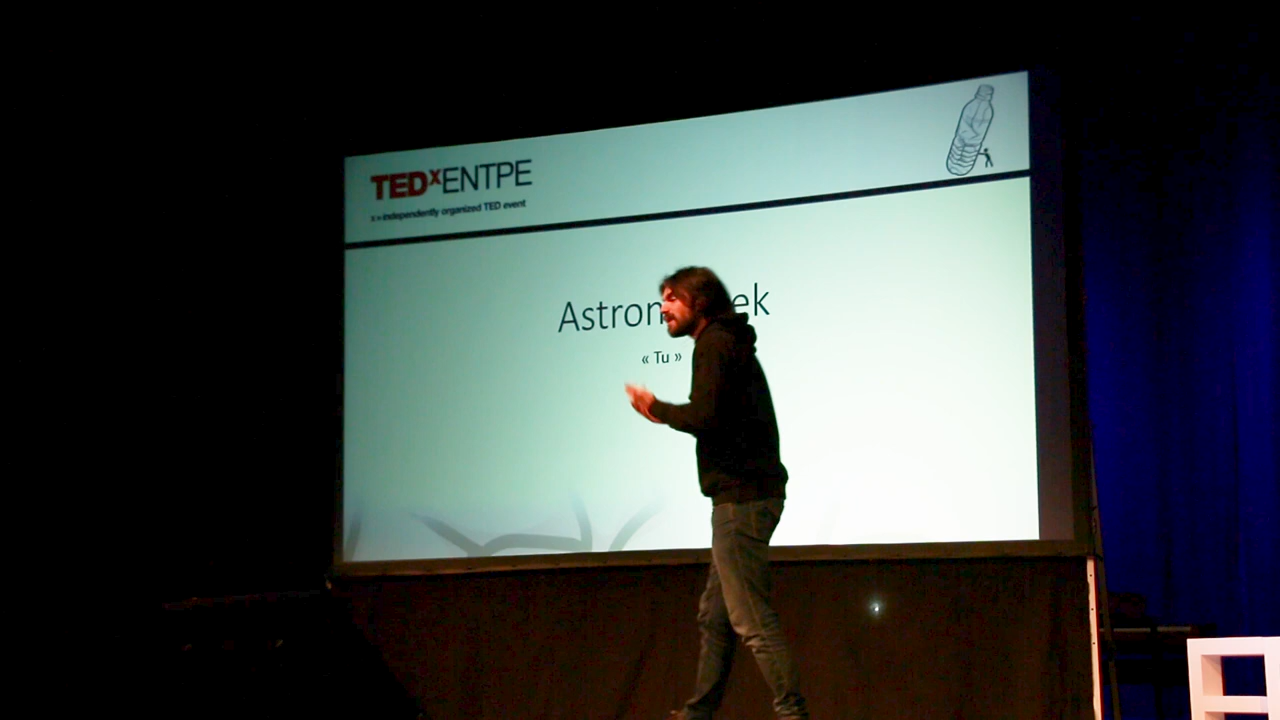 TEDxENTPE
x = independently organized TED event
Astron ek
« Tu »